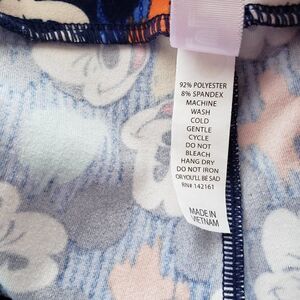 92% POLYESTER
8% SPANDEX
MACHINE
WASH
COLD
GENTLE
CYCLE
DO NOT
BLEACH
HANG DRY
DO NOT IRON
OR YOU'LL BE SAD
RN# 142161
MADE IN
VIETNAM